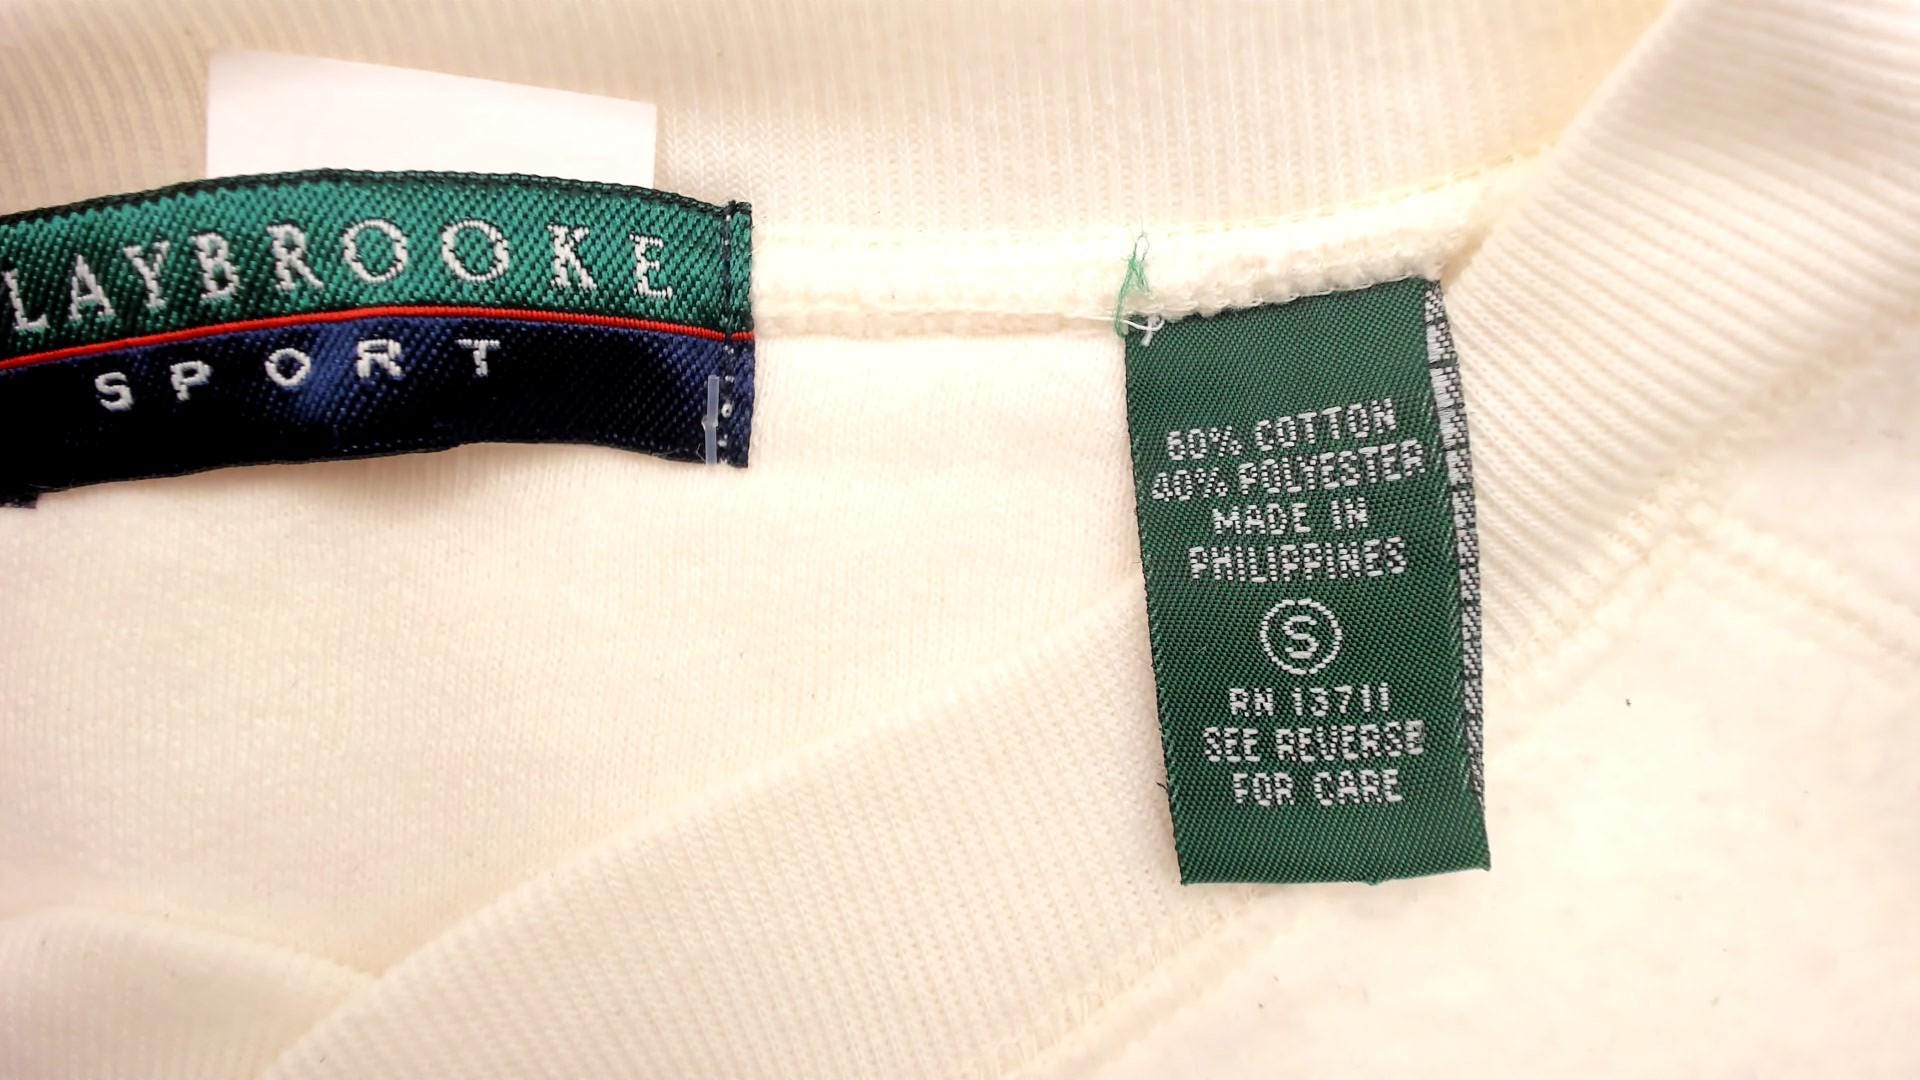 LAYBROOKE
SPORT
60% COTTON
40% POLYESTER
MADE IN
PHILIPPINES
S
RN 13711
SEE REVERSE
FOR CARE